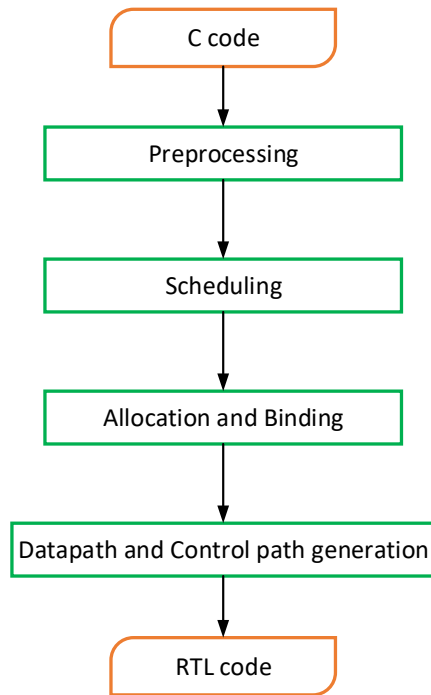 C code
Preprocessing
Scheduling
Allocation and Binding
Datapath and Control path generation
RTL code